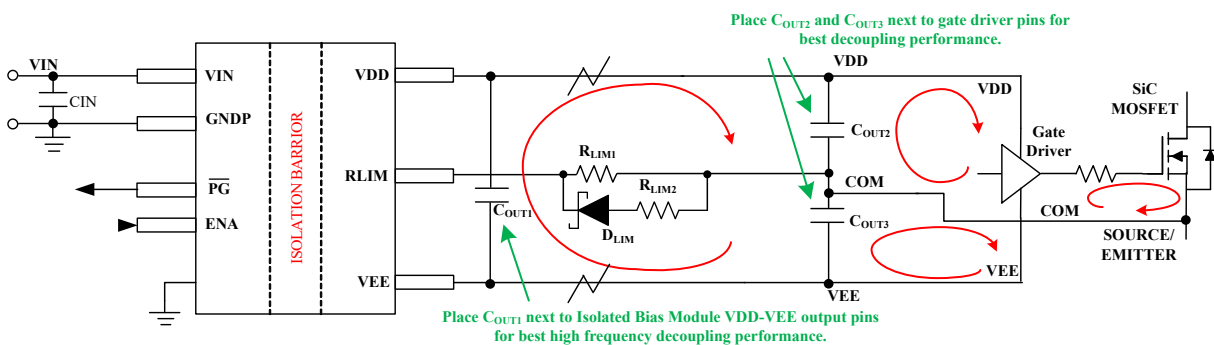 Place COUT2 and COUT3 next to gate driver pins for
best decoupling performance.
VIN
CIN
VIN
GNDP
PG
ENA
ISOLATION BARRIER
VDD
RLIM
VEE
COUT1
RLIM1
RLIM2
DLIM
VDD
COUT2
COM
COUT3
VEE
VDD
Gate
Driver
VEE
SiC
MOSFET
COM
SOURCE/
EMITTER
Place COUT1 next to Isolated Bias Module VDD-VEE output pins
for best high frequency decoupling performance.